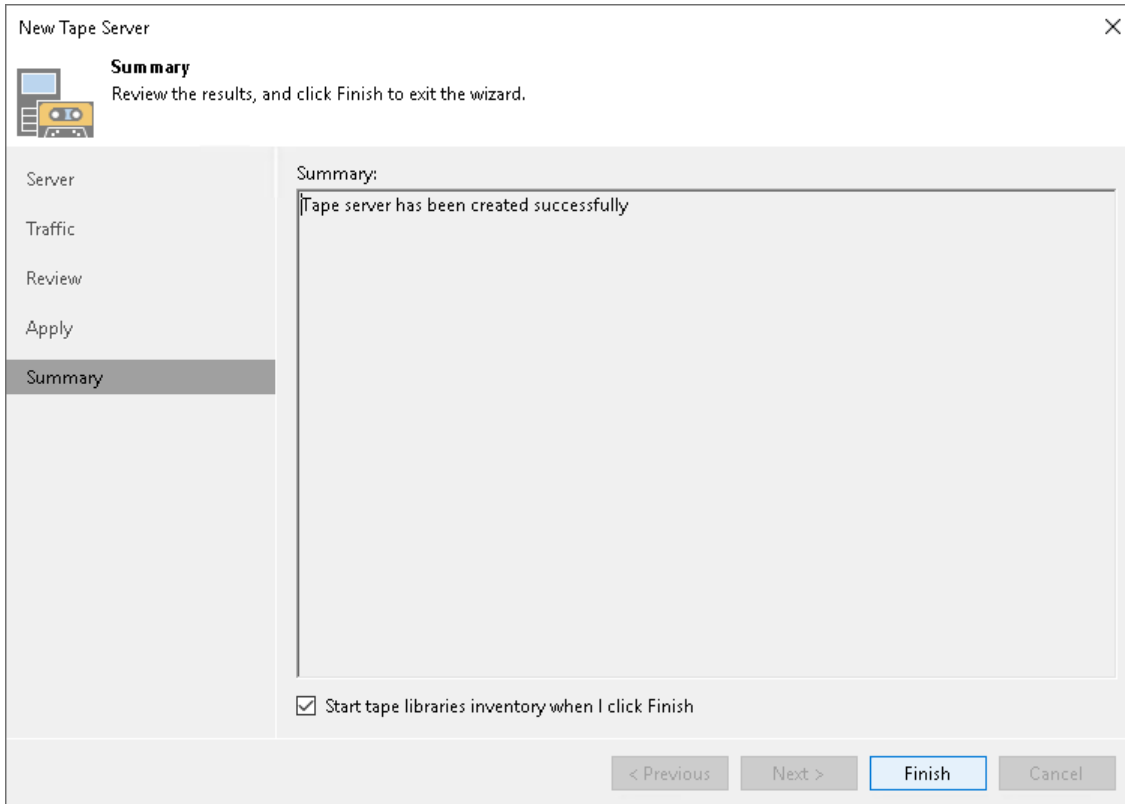 New Tape Server
Summary
Review the results, and click Finish to exit the wizard.
Server
Traffic
Review
Apply
Summary
Summary:
Tape server has been created successfully
Start tape libraries inventory when I click Finish
< Previous
Next >
Finish
Cancel